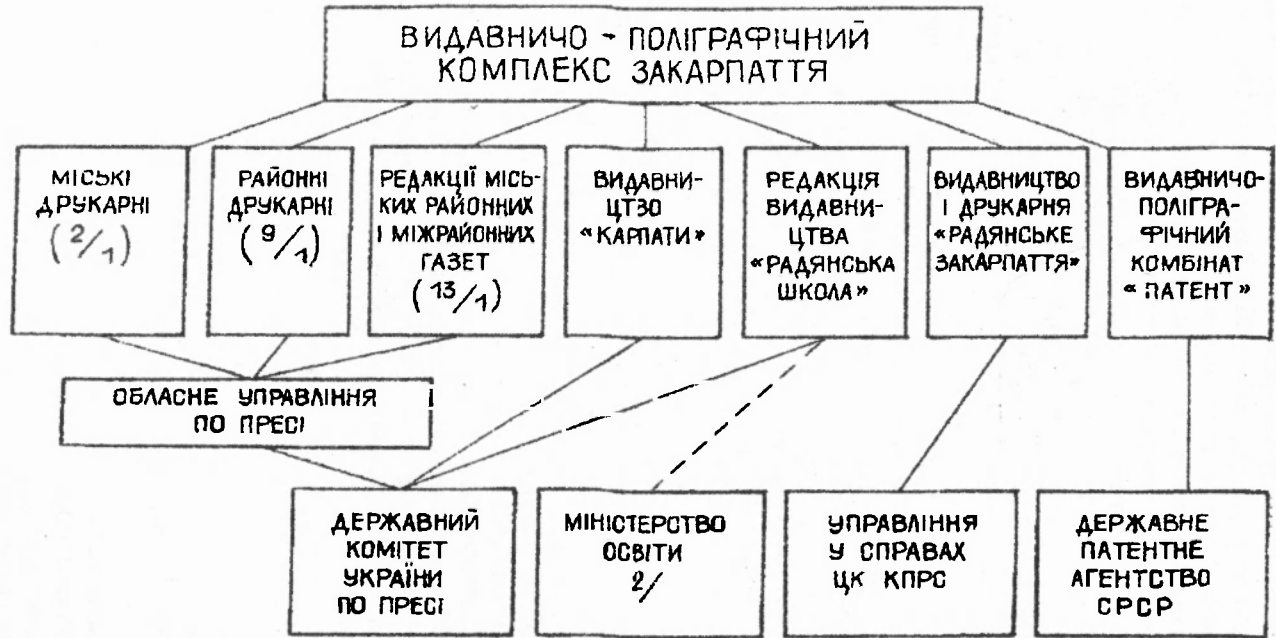 ВИДАВНИЧО - ПОЛІГРАФІЧНИЙ
КОМПЛЕКС ЗАКАРПАТТЯ
МІСЬКІ
ДРУКАРНІ
(2/1)
РАЙОННІ
ДРУКАРНІ
(9/1)
РЕДАКЦІЇ МІСЬ-
КИХ РАЙОННИХ
І МІЖРАЙОННИХ
ГАЗЕТ
(13/1)
ВИДАВНИ-
ЦТВО
«КАРПАТИ»
РЕДАКЦІЯ
ВИДАВНИ-
ЦТВА
«РАДЯНСЬКА
ШКОЛА»
ВИДАВНИЦТВО
І ДРУКАРНЯ
«РАДЯНСЬКЕ
ЗАКАРПАТТЯ»
ВИДАВНИЧО-
ПОЛІГРА-
ФІЧНИЙ
КОМБІНАТ
«ПАТЕНТ»
ОБЛАСНЕ УПРАВЛІННЯ
ПО ПРЕСІ
ДЕРЖАВНИЙ
КОМІТЕТ
УКРАЇНИ
ПО ПРЕСІ
МІНІСТЕРСТВО
ОСВІТИ
2/
УПРАВЛІННЯ
У СПРАВАХ
ЦК КПРС
ДЕРЖАВНЕ
ПАТЕНТНЕ
АГЕНТСТВО
СРСР